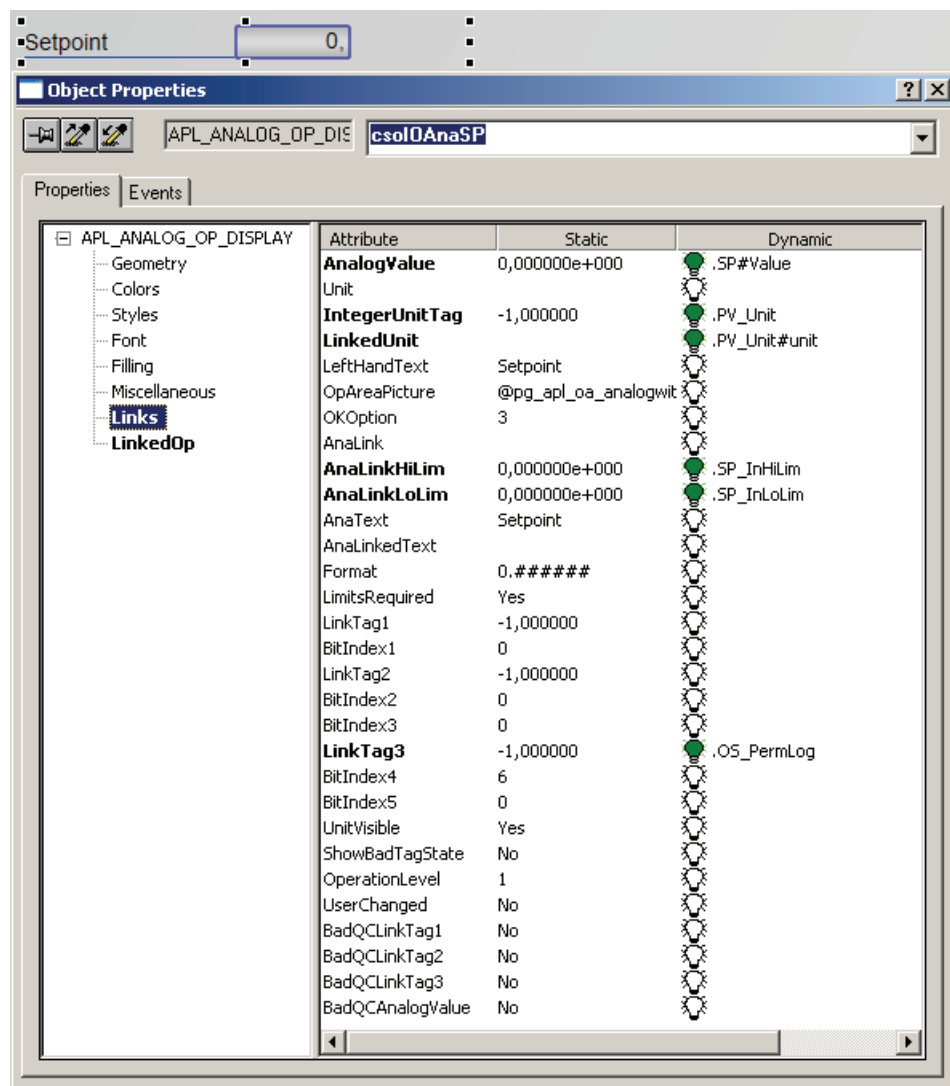 Setpoint 0,
Object Properties
APL_ANALOG_OP_DIS csoIOAnaSP
Properties Events
APL_ANALOG_OP_DISPLAY
Geometry
Colors
Styles
Font
Filling
Miscellaneous
Links
LinkedOp
Attribute Static Dynamic
AnalogValue 0,000000e+000 .SP#Value
Unit
IntegerUnitTag -1,000000 .PV_Unit
LinkedUnit .PV_Unit#unit
LeftHandText Setpoint
OpAreaPicture @pg_apl_oa_analogwit
OKOption 3
AnaLink
AnaLinkHiLim 0,000000e+000 .SP_InHiLim
AnaLinkLoLim 0,000000e+000 .SP_InLoLim
AnaText Setpoint
AnaLinkedText
Format 0.######
LimitsRequired Yes
LinkTag1 -1,000000
BitIndex1 0
LinkTag2 -1,000000
BitIndex2 0
BitIndex3 0
LinkTag3 -1,000000 .OS_PermLog
BitIndex4 6
BitIndex5 0
UnitVisible Yes
ShowBadTagState No
OperationLevel 1
UserChanged No
BadQCLinkTag1 No
BadQCLinkTag2 No
BadQCLinkTag3 No
BadQCAnalogValue No